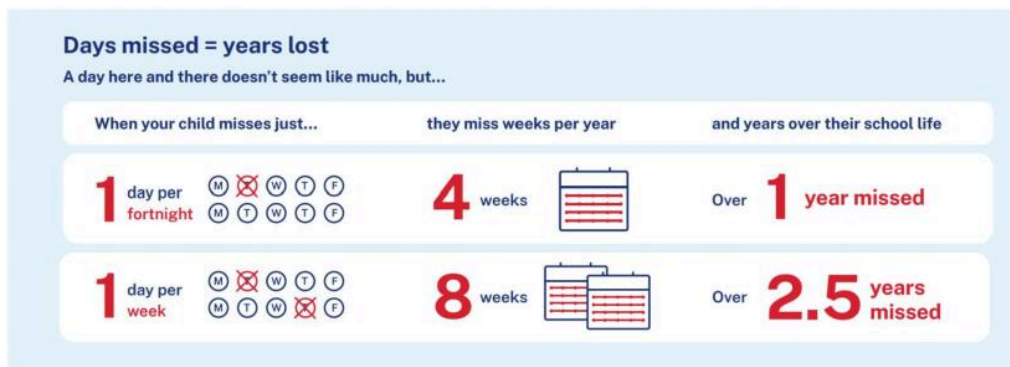 Days missed = years lost
A day here and there doesn't seem like much, but...
When your child misses just... they miss weeks per year and years over their school life
1 day per fortnight
M T W T F
M T W T F
4 weeks
Over 1 year missed
1 day per week
M T W T F
M T W T F
8 weeks
Over 2.5 years missed